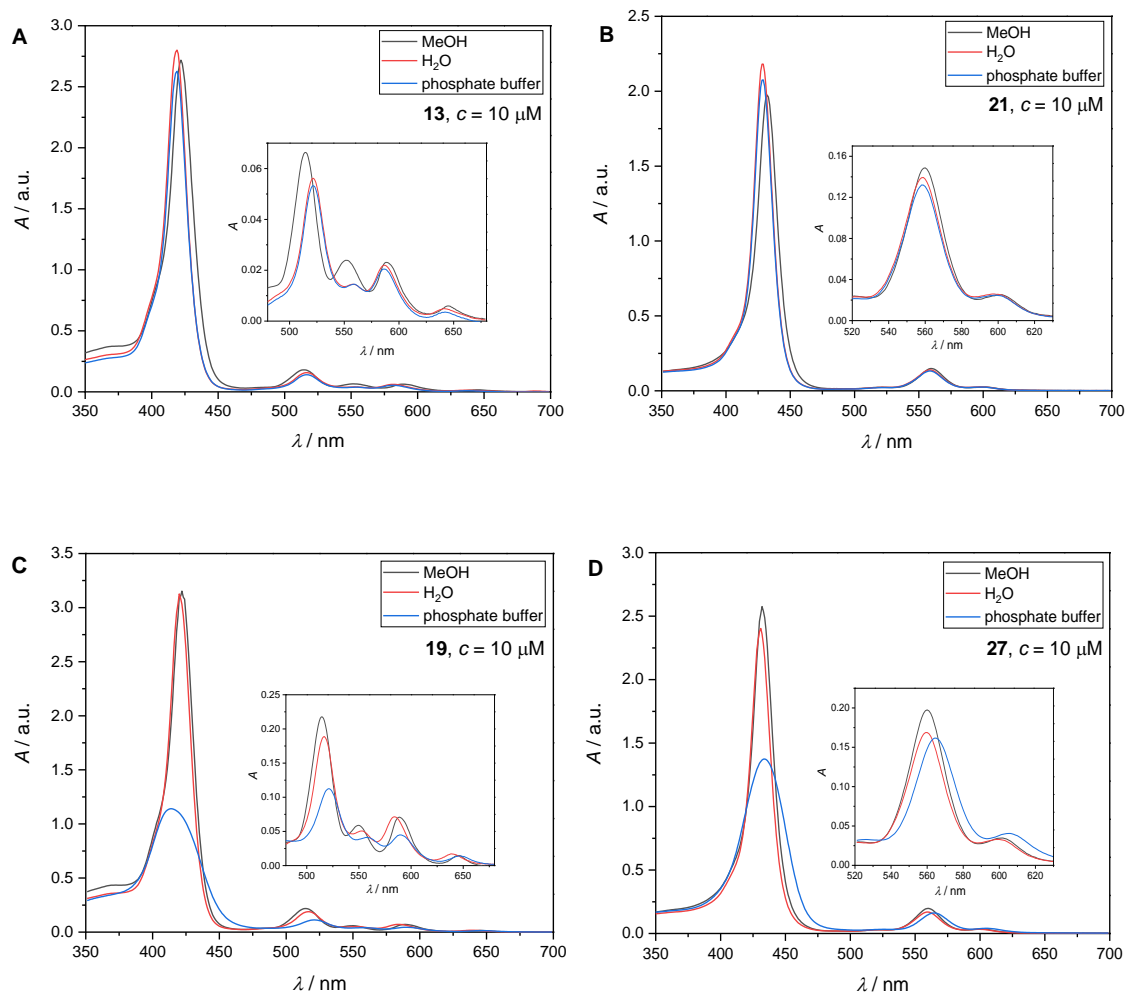 A
3.0
2.5
2.0
1.5
1.0
0.5
0.0
A / a.u.
350 400 450 500 550 600 650 700
λ / nm
MeOH
H₂O
phosphate buffer
13, c = 10 μM
0.06
0.04
0.02
0.00
A
500 550 600 650
λ / nm
B
2.5
2.0
1.5
1.0
0.5
0.0
A / a.u.
350 400 450 500 550 600 650 700
λ / nm
MeOH
H₂O
phosphate buffer
21, c = 10 μM
0.16
0.12
0.08
0.04
0.00
A
520 540 560 580 600 620
λ / nm
C
3.5
3.0
2.5
2.0
1.5
1.0
0.5
0.0
A / a.u.
350 400 450 500 550 600 650 700
λ / nm
MeOH
H₂O
phosphate buffer
19, c = 10 μM
0.25
0.20
0.15
0.10
0.05
0.00
A
500 550 600 650
λ / nm
D
3.0
2.5
2.0
1.5
1.0
0.5
0.0
A / a.u.
350 400 450 500 550 600 650 700
λ / nm
MeOH
H₂O
phosphate buffer
27, c = 10 μM
0.20
0.15
0.10
0.05
0.00
A
520 540 560 580 600 620
λ / nm